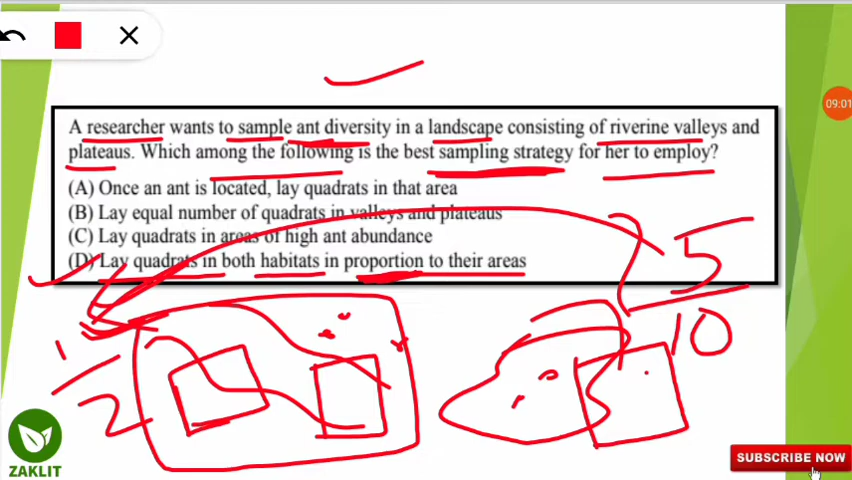 09:01
A researcher wants to sample ant diversity in a landscape consisting of riverine valleys and
plateaus. Which among the following is the best sampling strategy for her to employ?
(A) Once an ant is located, lay quadrats in that area
(B) Lay equal number of quadrats in valleys and plateaus
(C) Lay quadrats in areas of high ant abundance
(D) Lay quadrats in both habitats in proportion to their areas
5
10
1
2
ZAKLIT
SUBSCRIBE NOW